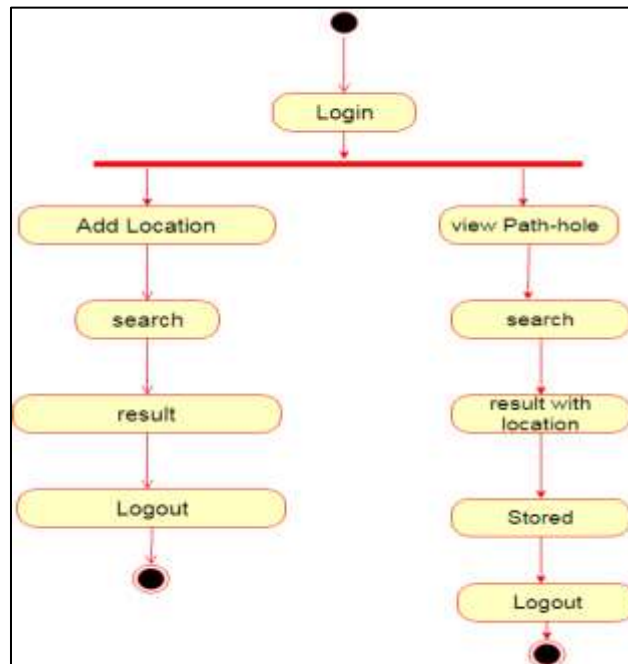 Login
Add Location
view Path-hole
search
search
result
result with
location
Logout
Stored
Logout